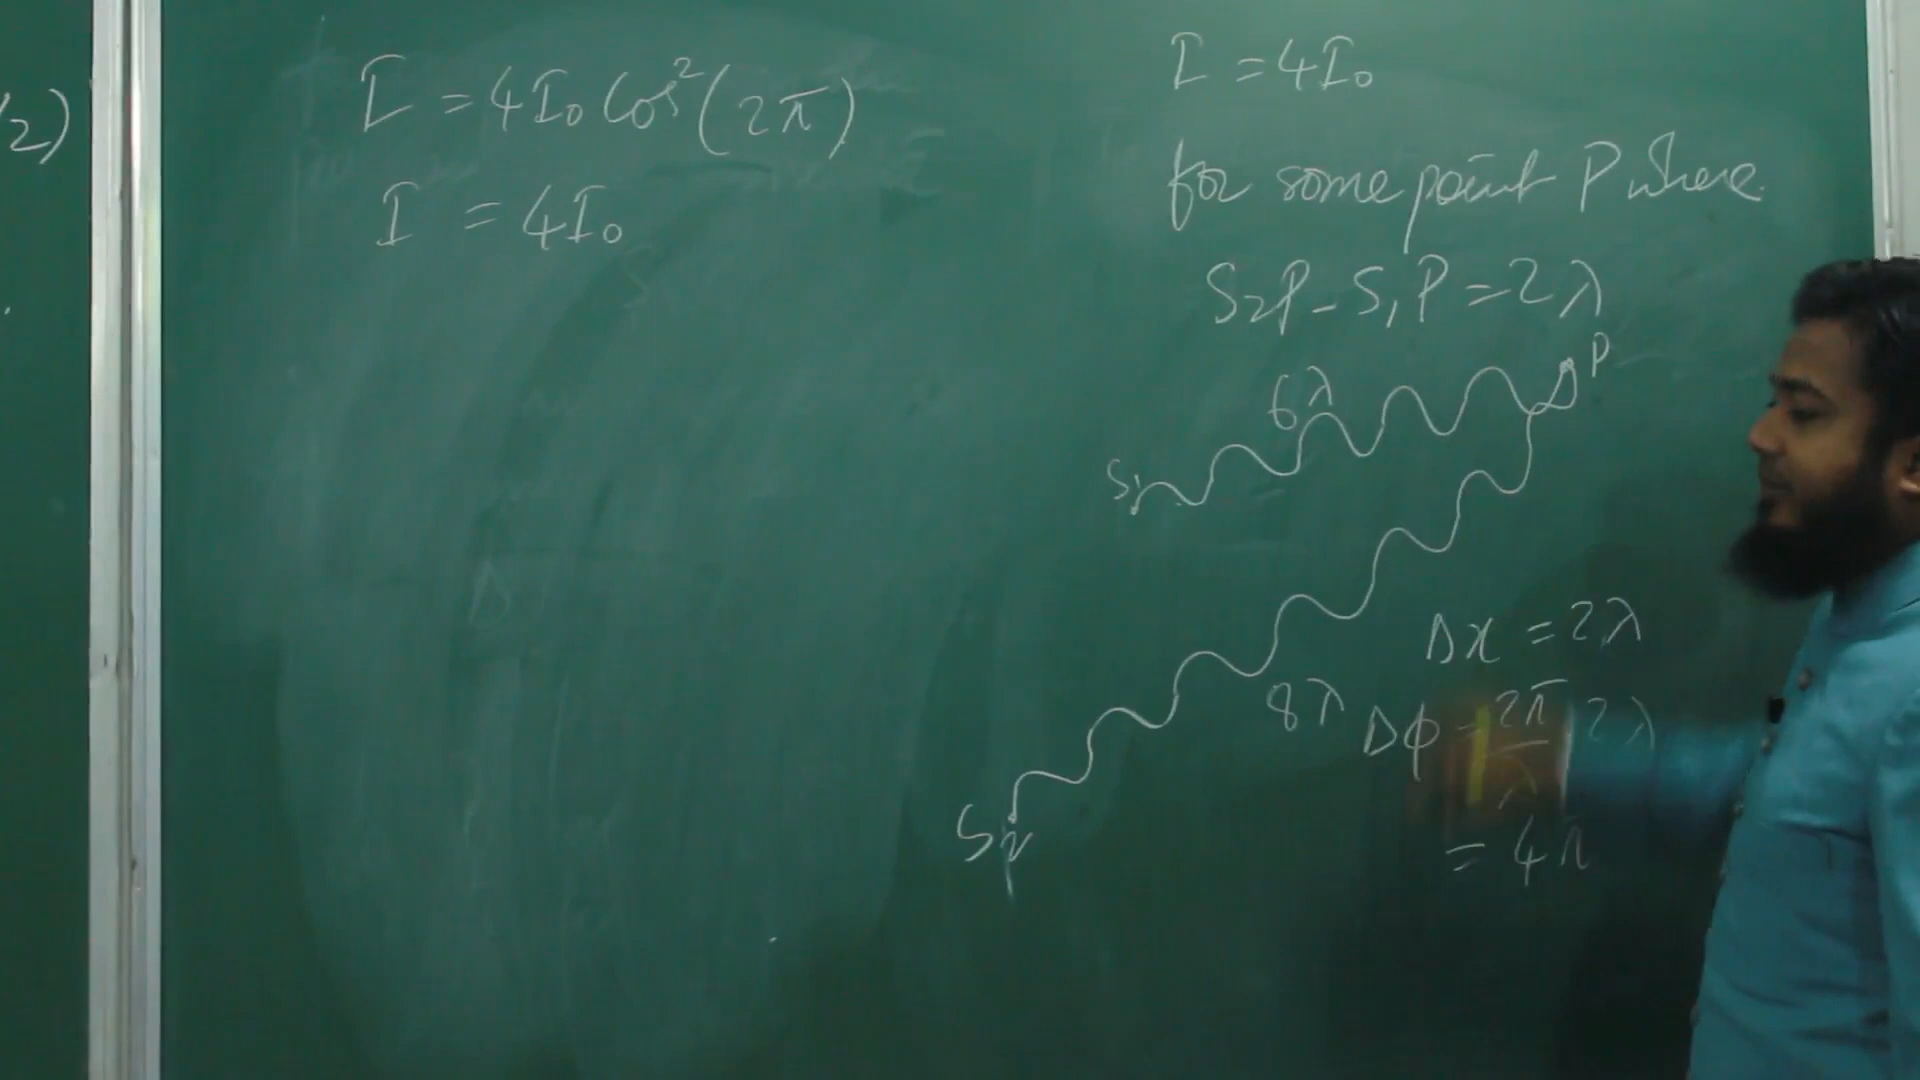 /2)
I = 4I₀ Cos²(2π)
I = 4I₀
I = 4I₀
for some point P where
S₂P - S₁P = 2λ
P
6λ
S₁
Δx = 2λ
8λ
Δφ = 2π/λ · 2λ
S₂
= 4π